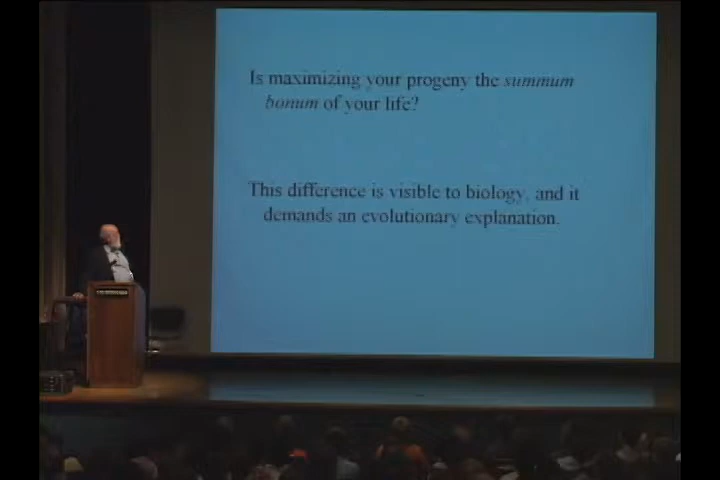 Is maximizing your progeny the summum
bonum of your life?
This difference is visible to biology, and it
demands an evolutionary explanation.